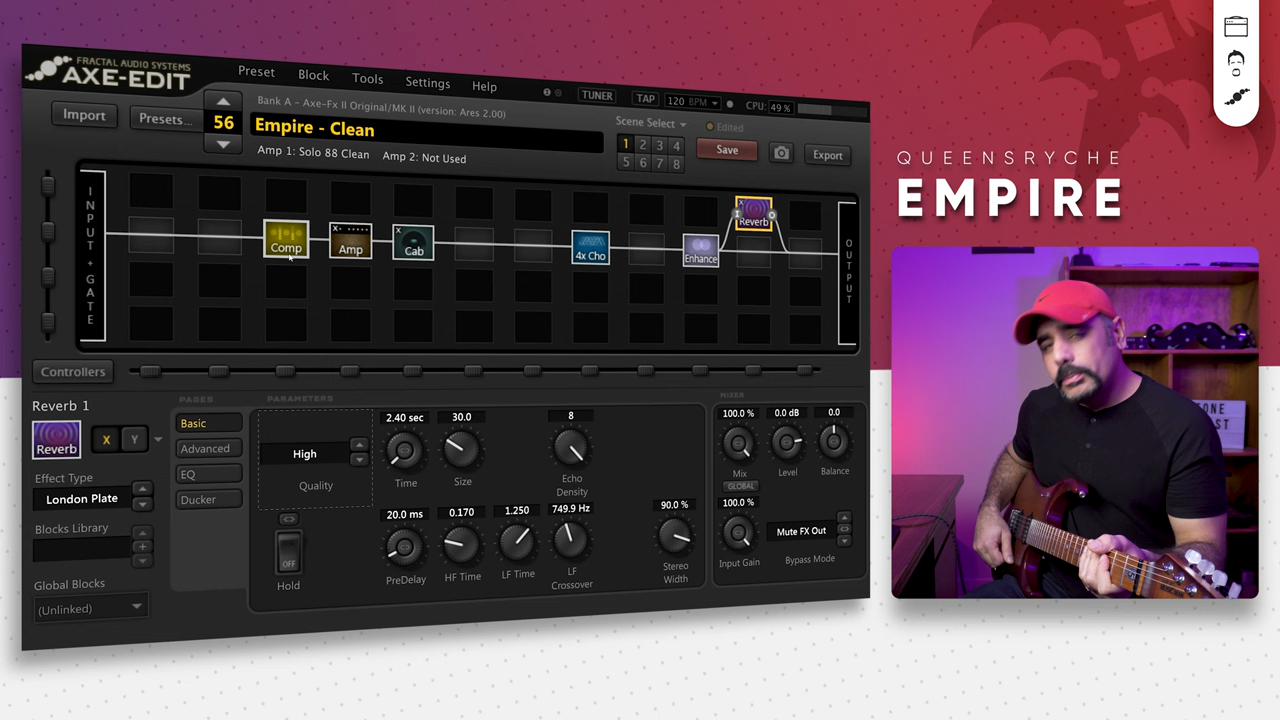 FRACTAL AUDIO SYSTEMS
AXE-EDIT
Preset Block Tools Settings Help
TUNER TAP 120 BPM CPU: 49 %
Import Presets... 56
Bank A - Axe-Fx II Original/MK II (version: Ares 2.00)
Empire - Clean
Amp 1: Solo 88 Clean Amp 2: Not Used
Scene Select Edited
1 2 3 4
5 6 7 8
Save Export
INPUT + GATE
Comp
X Amp
X Cab
4x Cho
Enhance
X Reverb
OUTPUT
Controllers
Reverb 1
Reverb
X Y
Effect Type
London Plate
Blocks Library
Global Blocks
(Unlinked)
PAGES
Basic
Advanced
EQ
Ducker
PARAMETERS
High
Quality
OFF
Hold
2.40 sec
Time
30.0
Size
8
Echo
Density
20.0 ms
PreDelay
0.170
HF Time
1.250
LF Time
749.9 Hz
LF
Crossover
90.0 %
Stereo
Width
MIXER
100.0 %
Mix
GLOBAL
0.0 dB
Level
0.0
Balance
100.0 %
Input Gain
Mute FX Out
Bypass Mode
QUEENSRYCHE
EMPIRE